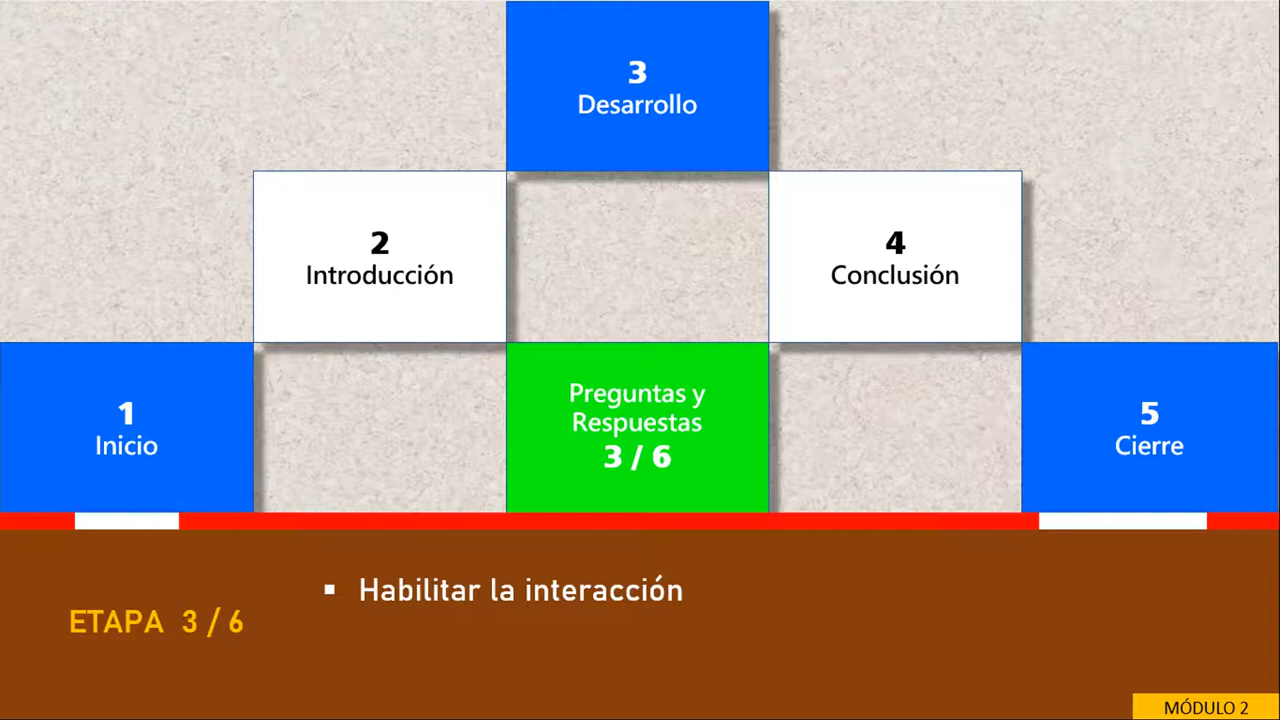 3
Desarrollo
2
Introducción
4
Conclusión
1
Inicio
Preguntas y
Respuestas
3 / 6
5
Cierre
ETAPA 3 / 6
▪ Habilitar la interacción
MÓDULO 2